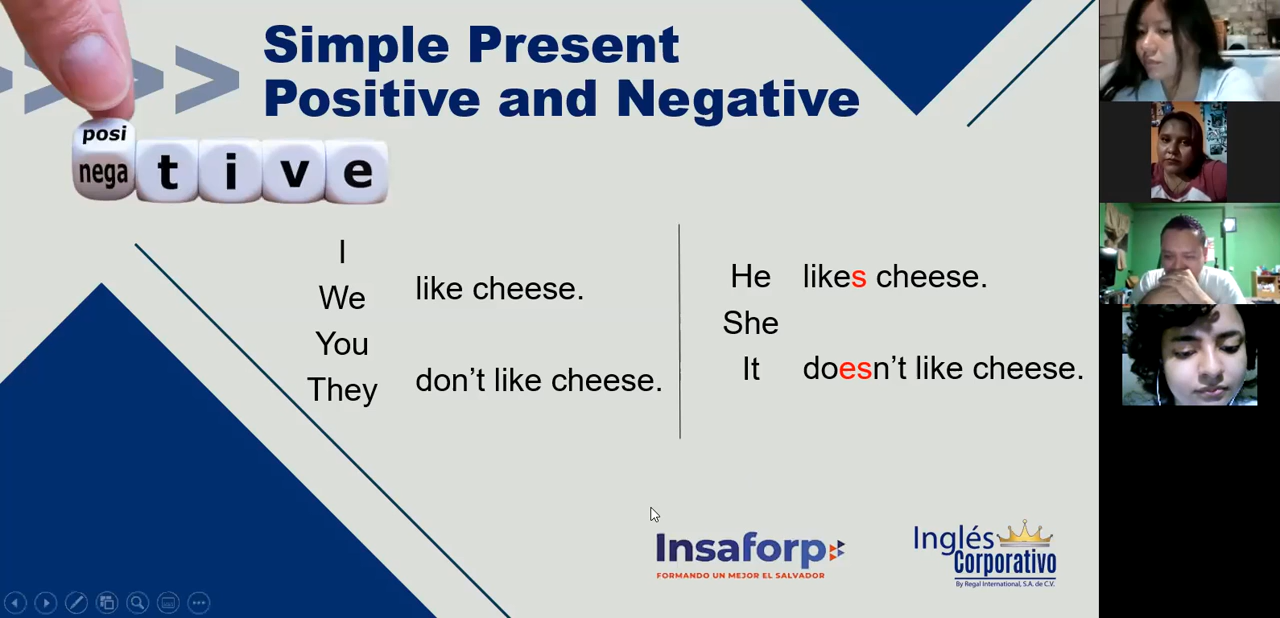 Simple Present
Positive and Negative
posi
nega
t i v e
I
We
You
They
like cheese.
don’t like cheese.
He
She
It
likes cheese.
doesn’t like cheese.
Insaforp
FORMANDO UN MEJOR EL SALVADOR
Inglés
Corporativo
By Regal International, S.A. de C.V.